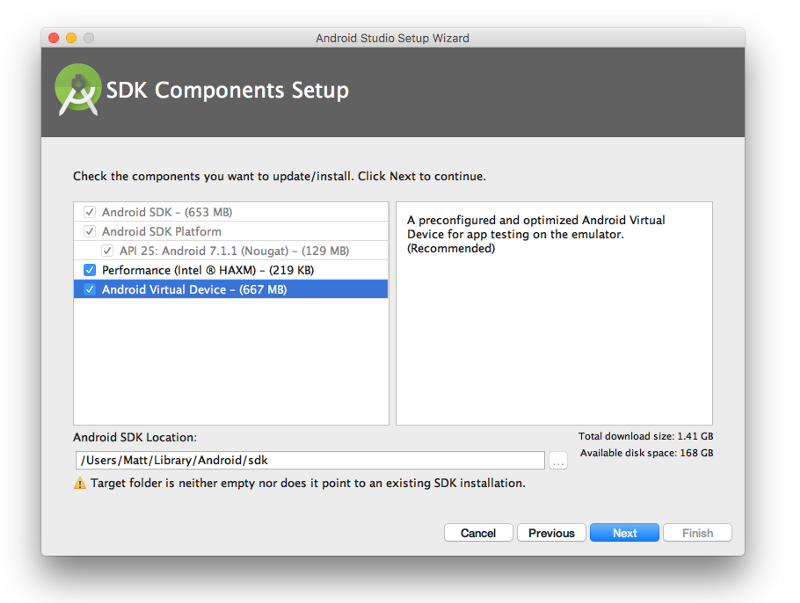 Android Studio Setup Wizard
SDK Components Setup
Check the components you want to update/install. Click Next to continue.
Android SDK – (653 MB)
Android SDK Platform
API 25: Android 7.1.1 (Nougat) – (129 MB)
Performance (Intel ® HAXM) – (219 KB)
Android Virtual Device – (667 MB)
A preconfigured and optimized Android Virtual
Device for app testing on the emulator.
(Recommended)
Android SDK Location:
Total download size: 1.41 GB
Available disk space: 168 GB
/Users/Matt/Library/Android/sdk
...
Target folder is neither empty nor does it point to an existing SDK installation.
Cancel
Previous
Next
Finish